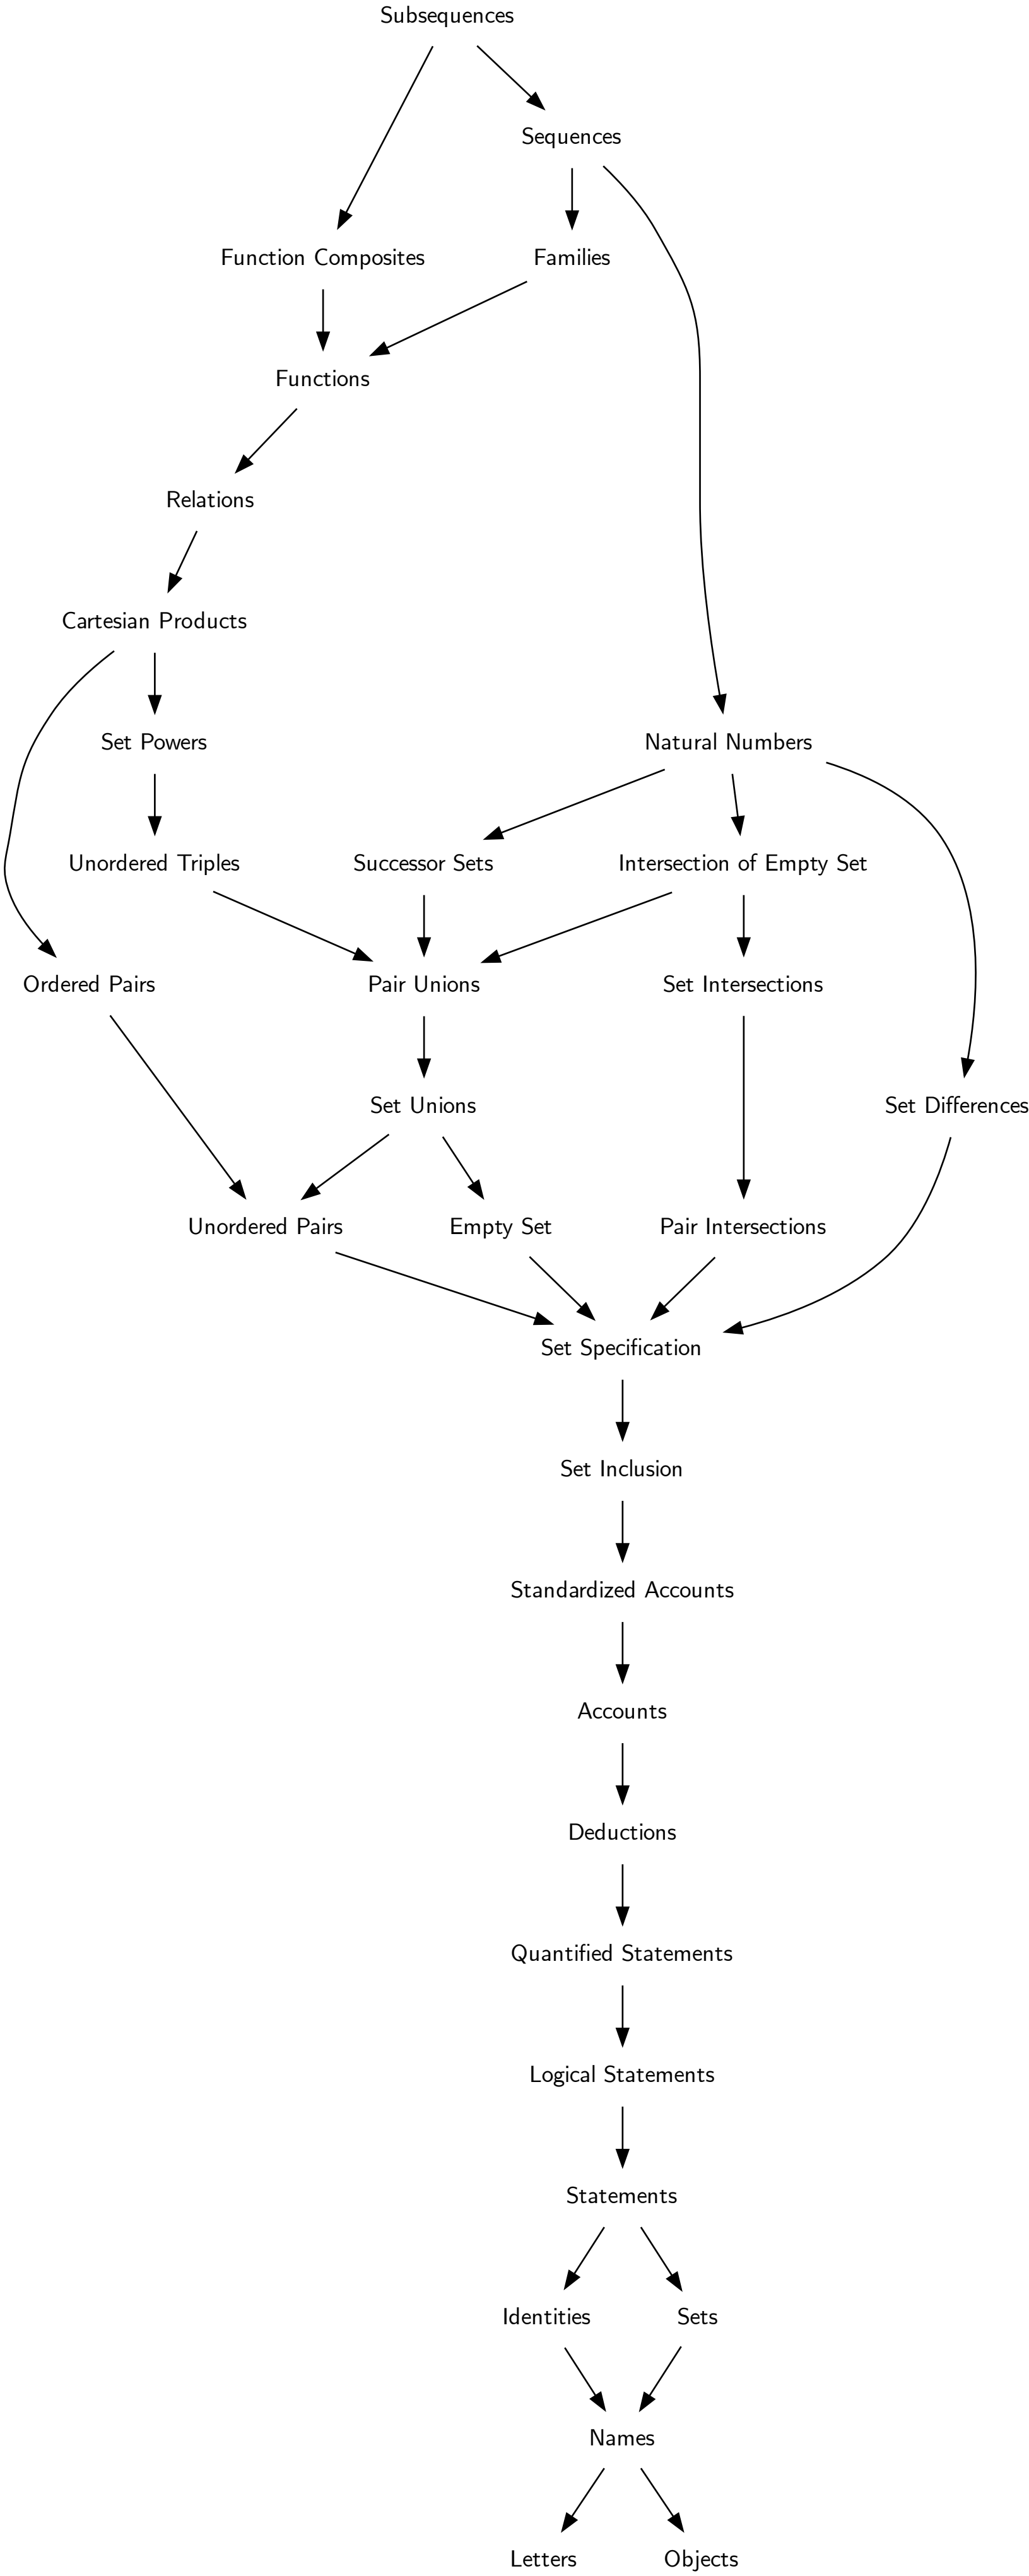 Subsequences
Sequences
Function Composites
Families
Functions
Relations
Cartesian Products
Set Powers
Natural Numbers
Unordered Triples
Successor Sets
Intersection of Empty Set
Ordered Pairs
Pair Unions
Set Intersections
Set Unions
Set Differences
Unordered Pairs
Empty Set
Pair Intersections
Set Specification
Set Inclusion
Standardized Accounts
Accounts
Deductions
Quantified Statements
Logical Statements
Statements
Identities
Sets
Names
Letters
Objects